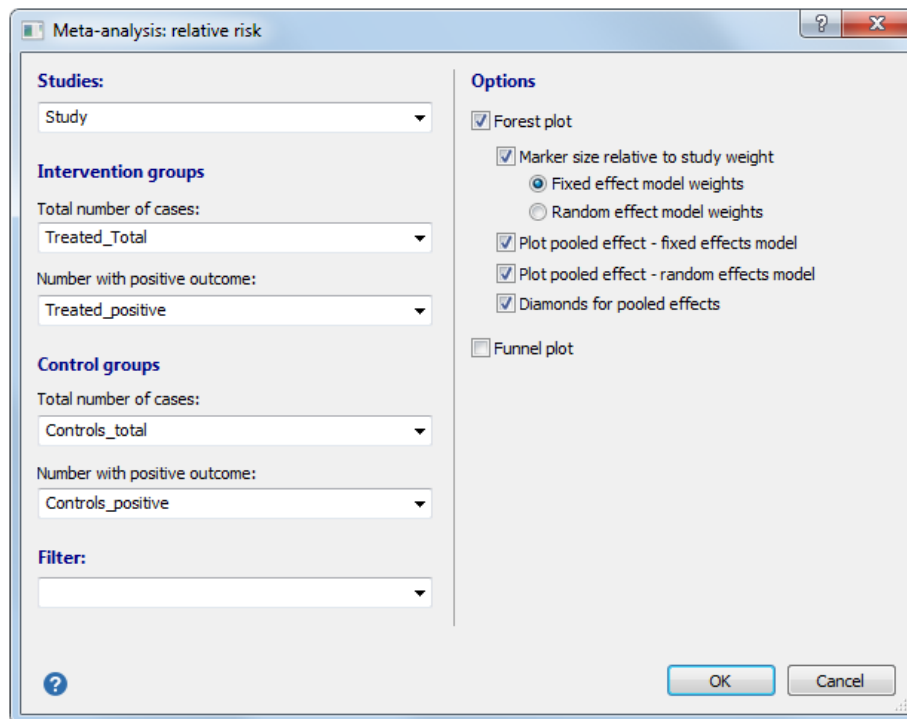 Meta-analysis: relative risk
?
X
Studies:
Study
Intervention groups
Total number of cases:
Treated_Total
Number with positive outcome:
Treated_positive
Control groups
Total number of cases:
Controls_total
Number with positive outcome:
Controls_positive
Filter:
Options
Forest plot
Marker size relative to study weight
Fixed effect model weights
Random effect model weights
Plot pooled effect - fixed effects model
Plot pooled effect - random effects model
Diamonds for pooled effects
Funnel plot
?
OK
Cancel